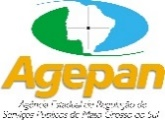 Agepan
Agência Estadual de Regulação de
Serviços Públicos de Mato Grosso do Sul